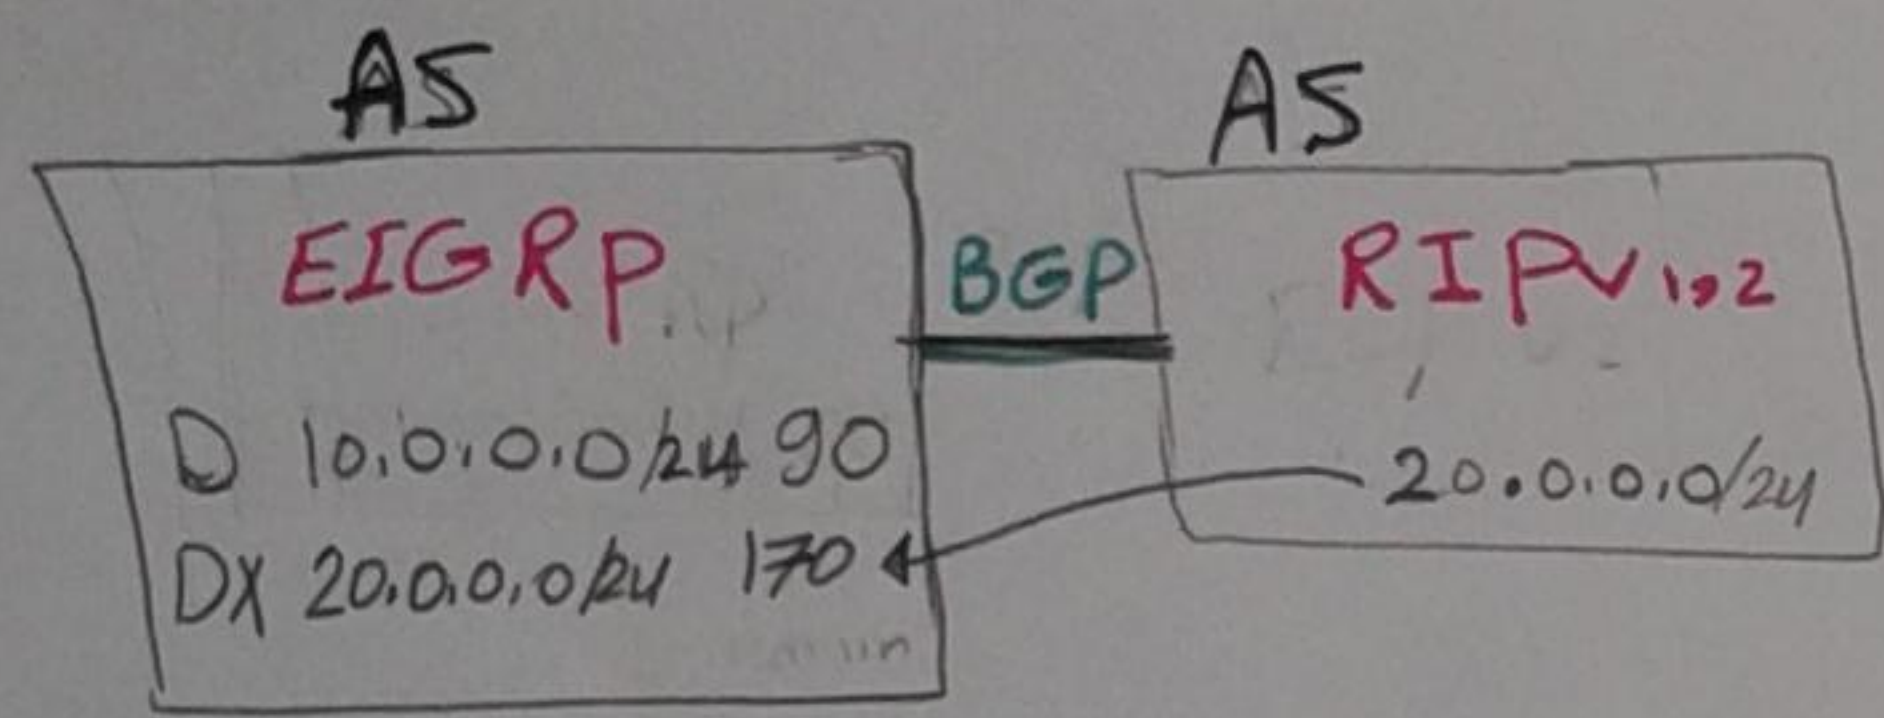 AS
EIGRP
D 10.0.0.0/24 90
DX 20.0.0.0/24 170
BGP
AS
RIPv1,2
20.0.0.0/24